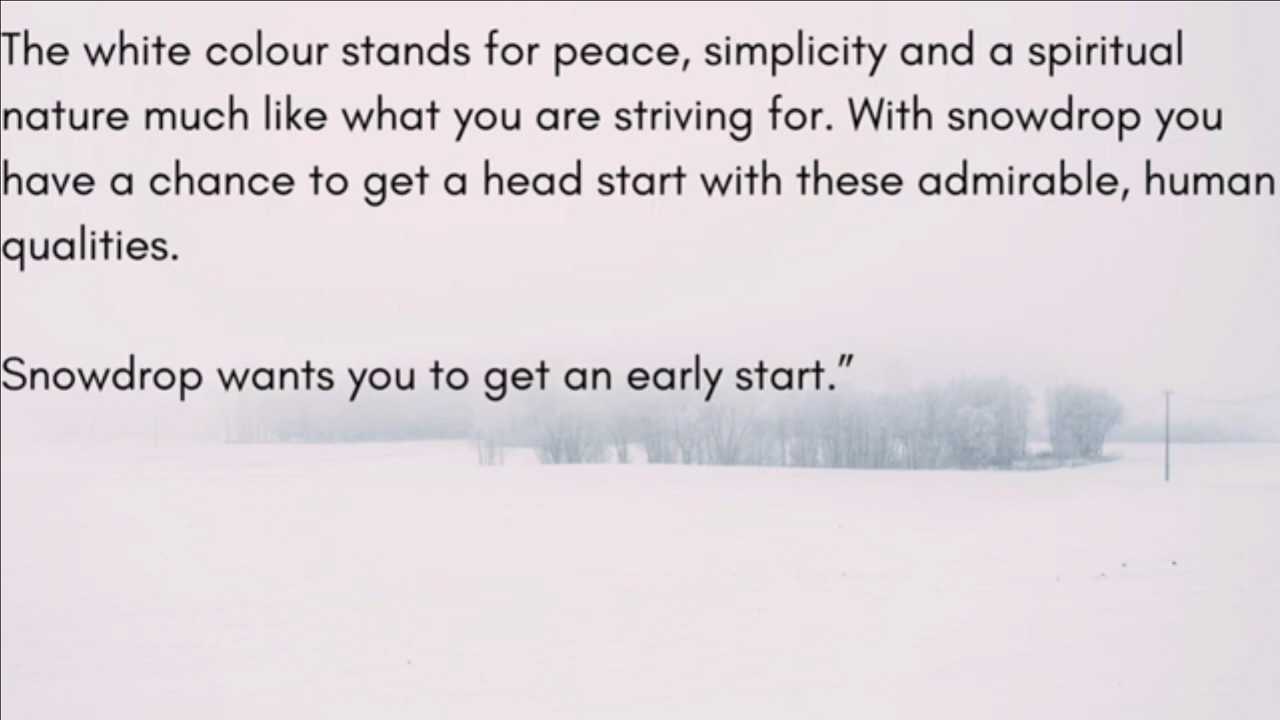 The white colour stands for peace, simplicity and a spiritual
nature much like what you are striving for. With snowdrop you
have a chance to get a head start with these admirable, human
qualities.
Snowdrop wants you to get an early start.”